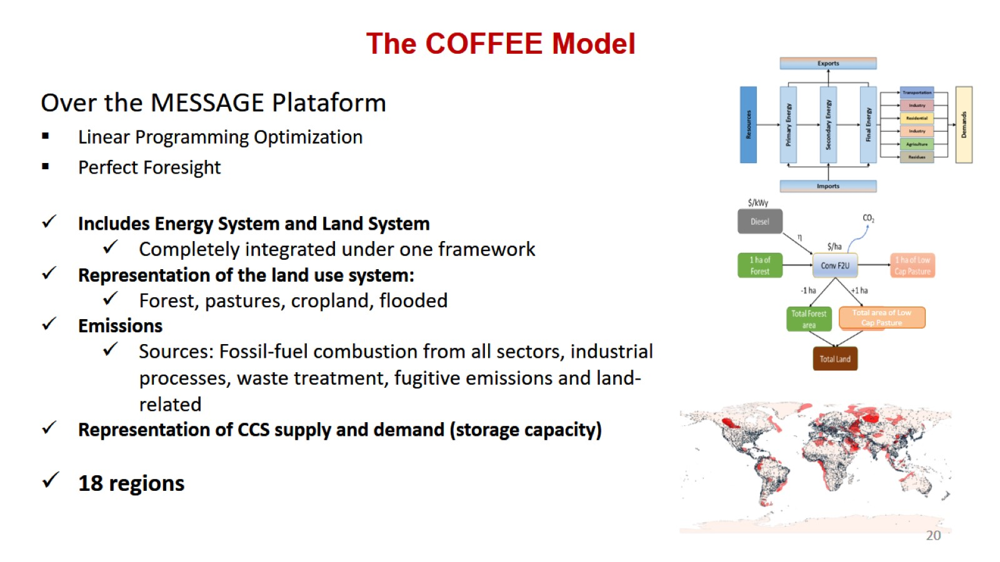 The COFFEE Model
Over the MESSAGE Plataform
▪ Linear Programming Optimization
▪ Perfect Foresight
✓ Includes Energy System and Land System
✓ Completely integrated under one framework
✓ Representation of the land use system:
✓ Forest, pastures, cropland, flooded
✓ Emissions
✓ Sources: Fossil-fuel combustion from all sectors, industrial
processes, waste treatment, fugitive emissions and land-
related
✓ Representation of CCS supply and demand (storage capacity)
✓ 18 regions
Exports
Resources
Primary Energy
Secondary Energy
Final Energy
Transportation
Industry
Residential
Industry
Agriculture
Residues
Demands
Imports
$/kWy
Diesel
CO₂
η
$/ha
1 ha of
Forest
Conv F2U
1 ha of Low
Cap Pasture
-1 ha
+1 ha
Total Forest
area
Total area of Low
Cap Pasture
Total Land
20